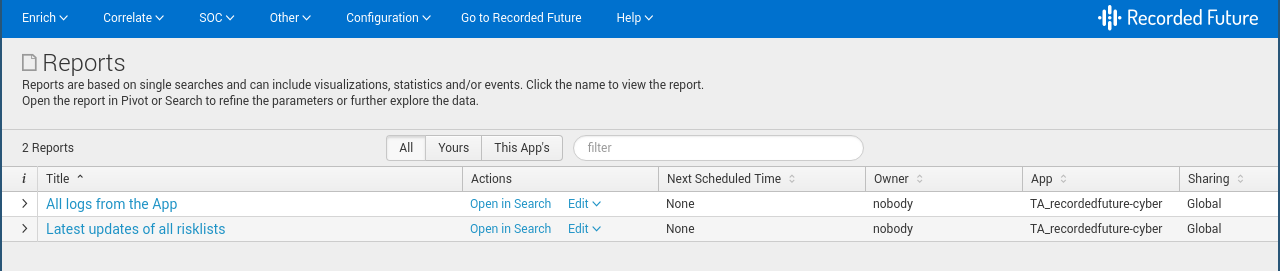 Enrich Correlate SOC Other Configuration Go to Recorded Future Help Recorded Future
Reports
Reports are based on single searches and can include visualizations, statistics and/or events. Click the name to view the report.
Open the report in Pivot or Search to refine the parameters or further explore the data.
2 Reports All Yours This App's filter
i Title Actions Next Scheduled Time Owner App Sharing
All logs from the App Open in Search Edit None nobody TA_recordedfuture-cyber Global
Latest updates of all risklists Open in Search Edit None nobody TA_recordedfuture-cyber Global